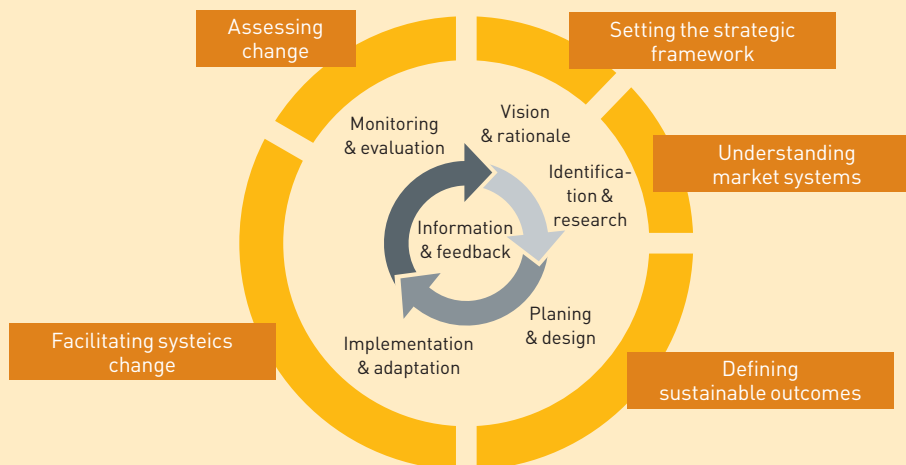 Assessing
change
Setting the strategic
framework
Understanding
market systems
Defining
sustainable outcomes
Facilitating systeics
change
Monitoring
& evaluation
Vision
& rationale
Identifica-
tion &
research
Planing
& design
Implementation
& adaptation
Information
& feedback